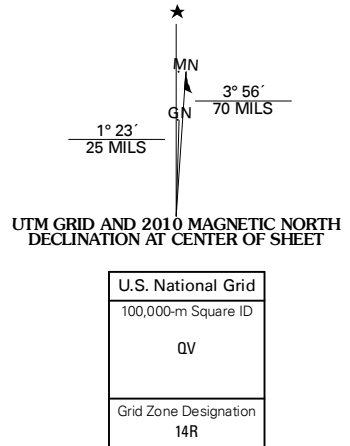 ★
MN
3° 56´
GN
70 MILS
1° 23´
25 MILS
UTM GRID AND 2010 MAGNETIC NORTH
DECLINATION AT CENTER OF SHEET
U.S. National Grid
100,000-m Square ID
QV
Grid Zone Designation
14R